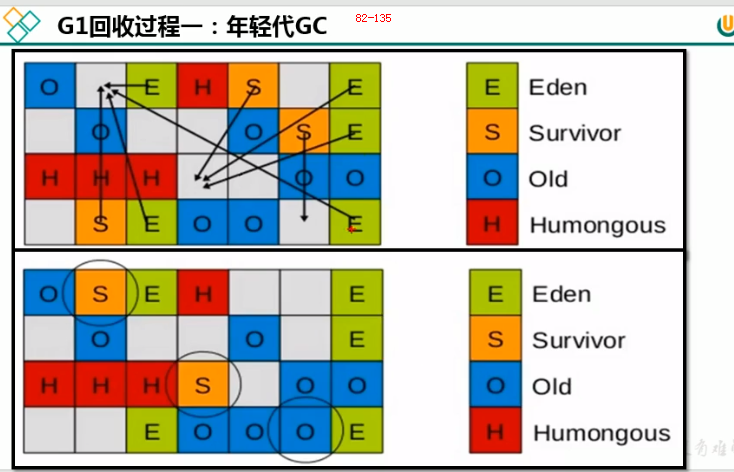 G1回收过程一：年轻代GC 82-135
O E H S E E Eden
O O S E S Survivor
H H H O O O Old
S E O O E H Humongous
O S E H E E Eden
O O E S Survivor
H H H S O O O Old
E O O O E H Humongous